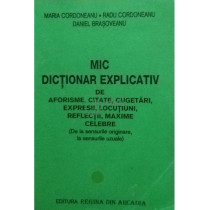 MARIA CORDONEANU • RADU CORDONEANU
DANIEL BRAȘOVEANU
MIC
DICȚIONAR EXPLICATIV
DE
AFORISME, CITATE, CUGETĂRI,
EXPRESII, LOCUȚIUNI,
REFLECȚII, MAXIME
CELEBRE
(De la sensurile originare,
la sensurile uzuale)
EDITURA REGINA DIN ARCADIA